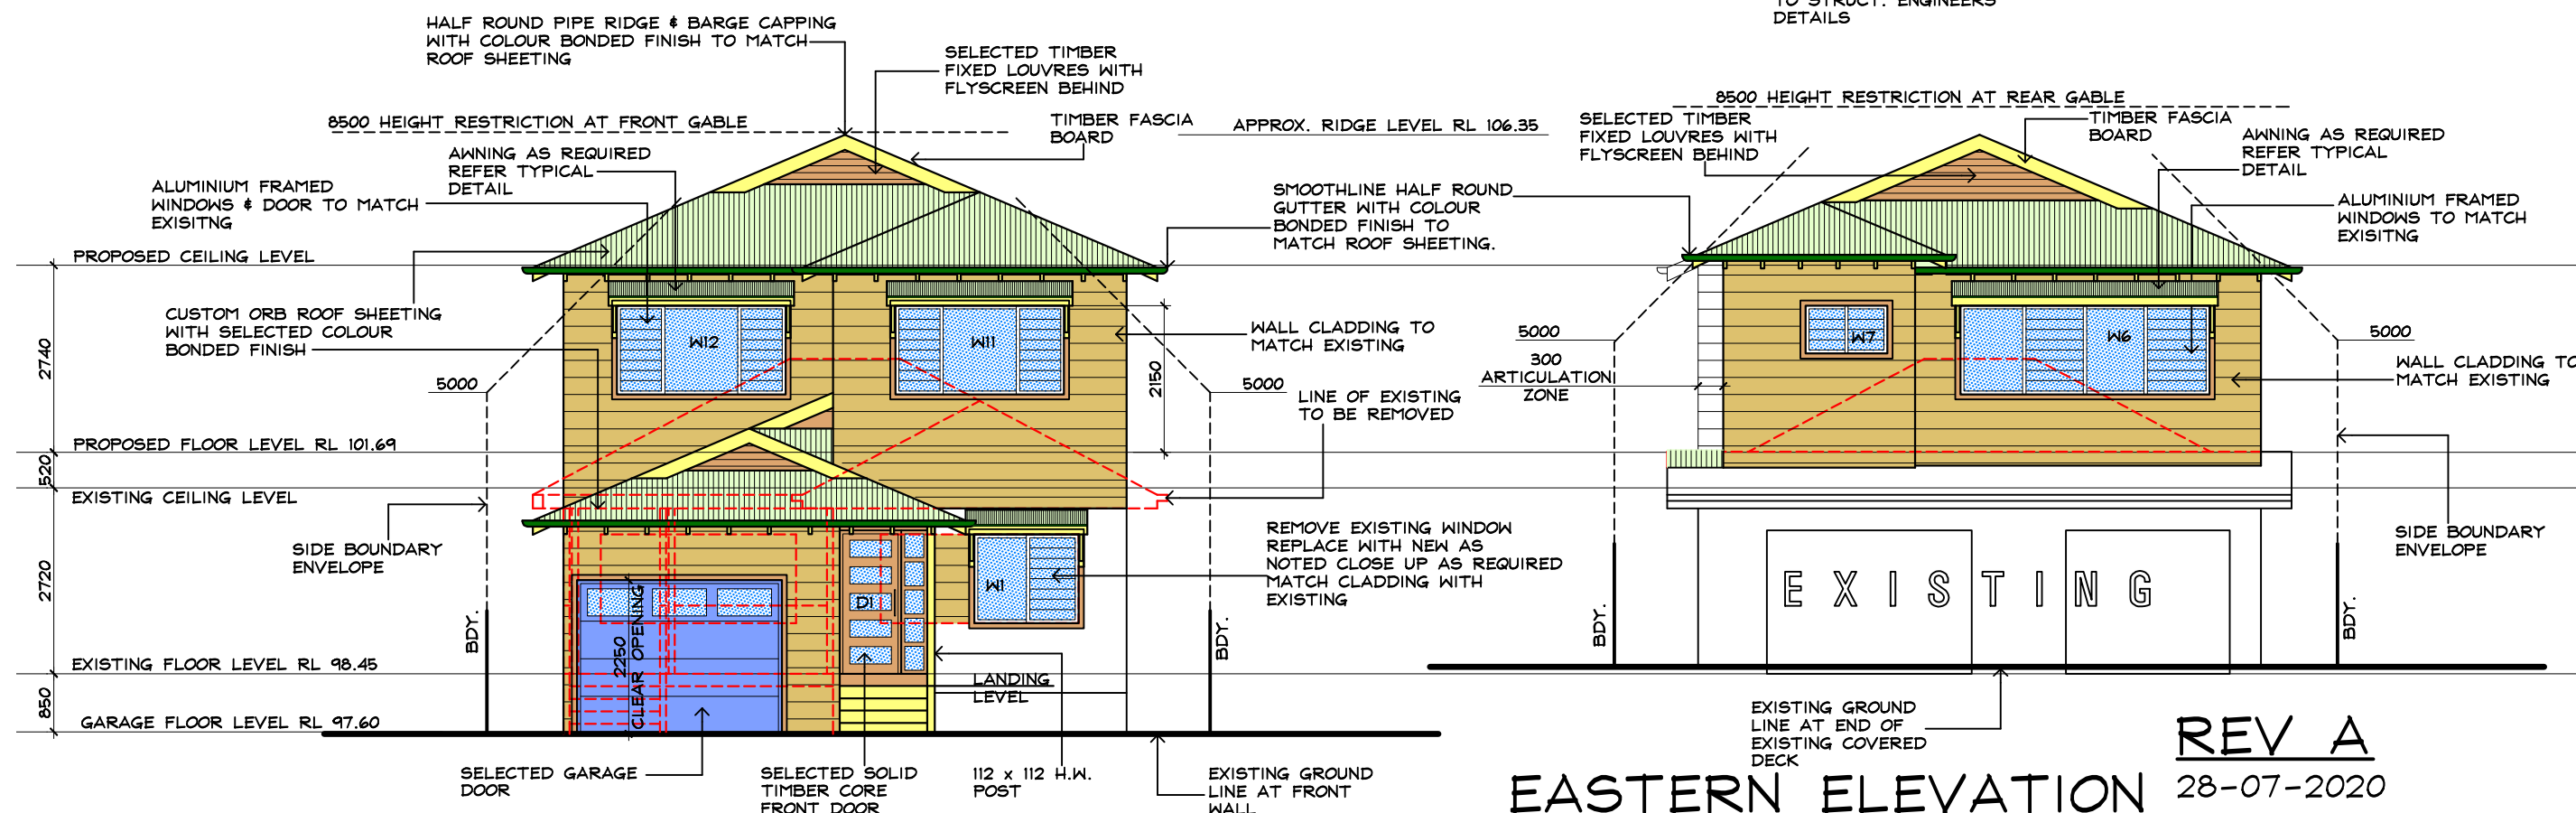 TO STRUCT. ENGINEERS
DETAILS
HALF ROUND PIPE RIDGE & BARGE CAPPING
WITH COLOUR BONDED FINISH TO MATCH
ROOF SHEETING
SELECTED TIMBER
FIXED LOUVRES WITH
FLYSCREEN BEHIND
8500 HEIGHT RESTRICTION AT FRONT GABLE
TIMBER FASCIA
BOARD
APPROX. RIDGE LEVEL RL 106.35
AWNING AS REQUIRED
REFER TYPICAL
DETAIL
ALUMINIUM FRAMED
WINDOWS & DOOR TO MATCH
EXISITNG
SMOOTHLINE HALF ROUND
GUTTER WITH COLOUR
BONDED FINISH TO
MATCH ROOF SHEETING.
PROPOSED CEILING LEVEL
CUSTOM ORB ROOF SHEETING
WITH SELECTED COLOUR
BONDED FINISH
W12
W11
WALL CLADDING TO
MATCH EXISTING
2740
5000
2150
5000
LINE OF EXISTING
TO BE REMOVED
PROPOSED FLOOR LEVEL RL 101.69
520
EXISTING CEILING LEVEL
SIDE BOUNDARY
ENVELOPE
REMOVE EXISTING WINDOW
REPLACE WITH NEW AS
NOTED CLOSE UP AS REQUIRED
MATCH CLADDING WITH
EXISTING
2720
D1
W1
2250
CLEAR OPENING
BDY.
BDY.
EXISTING FLOOR LEVEL RL 98.45
LANDING
LEVEL
850
GARAGE FLOOR LEVEL RL 97.60
SELECTED GARAGE
DOOR
SELECTED SOLID
TIMBER CORE
FRONT DOOR
112 x 112 H.W.
POST
EXISTING GROUND
LINE AT FRONT
WALL
8500 HEIGHT RESTRICTION AT REAR GABLE
SELECTED TIMBER
FIXED LOUVRES WITH
FLYSCREEN BEHIND
TIMBER FASCIA
BOARD
AWNING AS REQUIRED
REFER TYPICAL
DETAIL
ALUMINIUM FRAMED
WINDOWS TO MATCH
EXISITNG
W7
W6
5000
5000
300
ARTICULATION
ZONE
WALL CLADDING TO
MATCH EXISTING
SIDE BOUNDARY
ENVELOPE
EXISTING
BDY.
BDY.
EXISTING GROUND
LINE AT END OF
EXISTING COVERED
DECK
REV A
28-07-2020
EASTERN ELEVATION